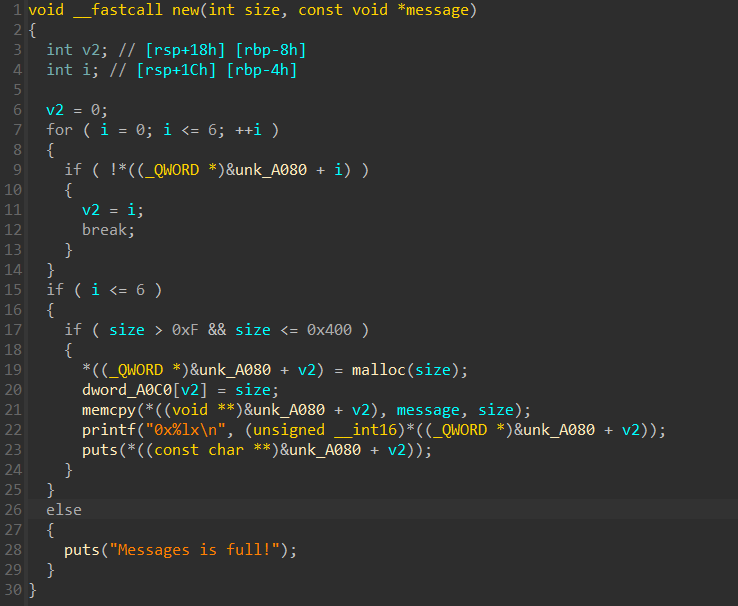 1 void __fastcall new(int size, const void *message)
2 {
3   int v2; // [rsp+18h] [rbp-8h]
4   int i; // [rsp+1Ch] [rbp-4h]
5
6   v2 = 0;
7   for ( i = 0; i <= 6; ++i )
8   {
9     if ( !*((_QWORD *)&unk_A080 + i) )
10     {
11       v2 = i;
12       break;
13     }
14   }
15   if ( i <= 6 )
16   {
17     if ( size > 0xF && size <= 0x400 )
18     {
19       *((_QWORD *)&unk_A080 + v2) = malloc(size);
20       dword_A0C0[v2] = size;
21       memcpy(*((void **)&unk_A080 + v2), message, size);
22       printf("0x%lx\n", (unsigned __int16)*((_QWORD *)&unk_A080 + v2));
23       puts(*((const char **)&unk_A080 + v2));
24     }
25   }
26   else
27   {
28     puts("Messages is full!");
29   }
30 }